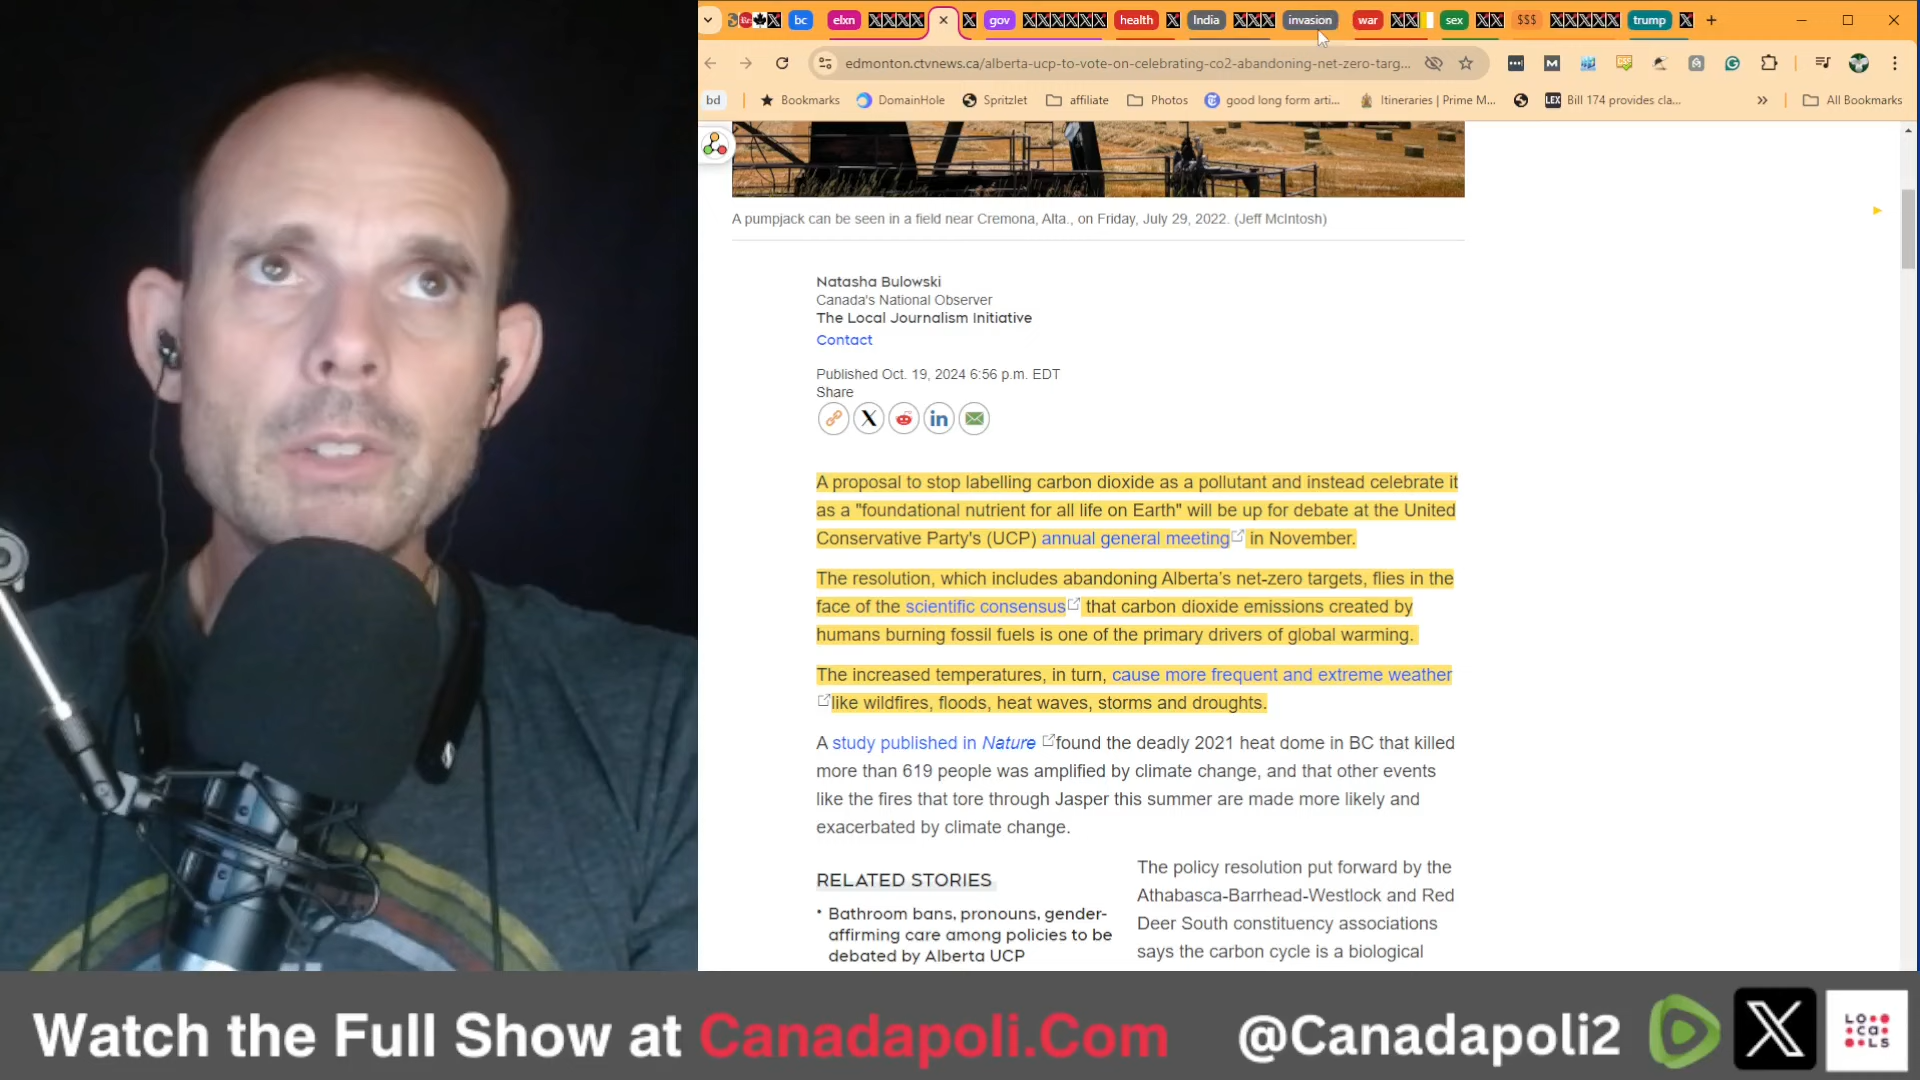 bc elxn gov health India invasion war sex $$$ trump
edmonton.ctvnews.ca/alberta-ucp-to-vote-on-celebrating-co2-abandoning-net-zero-targ...
bd Bookmarks DomainHole Spritzlet affiliate Photos good long form arti... Itineraries | Prime M... LEX Bill 174 provides cla... All Bookmarks
A pumpjack can be seen in a field near Cremona, Alta., on Friday, July 29, 2022. (Jeff McIntosh)
Natasha Bulowski
Canada's National Observer
The Local Journalism Initiative
Contact
Published Oct. 19, 2024 6:56 p.m. EDT
Share
A proposal to stop labelling carbon dioxide as a pollutant and instead celebrate it
as a "foundational nutrient for all life on Earth" will be up for debate at the United
Conservative Party's (UCP) annual general meeting in November.
The resolution, which includes abandoning Alberta’s net-zero targets, flies in the
face of the scientific consensus that carbon dioxide emissions created by
humans burning fossil fuels is one of the primary drivers of global warming.
The increased temperatures, in turn, cause more frequent and extreme weather
like wildfires, floods, heat waves, storms and droughts.
A study published in Nature found the deadly 2021 heat dome in BC that killed
more than 619 people was amplified by climate change, and that other events
like the fires that tore through Jasper this summer are made more likely and
exacerbated by climate change.
RELATED STORIES
• Bathroom bans, pronouns, gender-
affirming care among policies to be
debated by Alberta UCP
The policy resolution put forward by the
Athabasca-Barrhead-Westlock and Red
Deer South constituency associations
says the carbon cycle is a biological
Watch the Full Show at Canadapoli.Com @Canadapoli2
LO
ca
LS